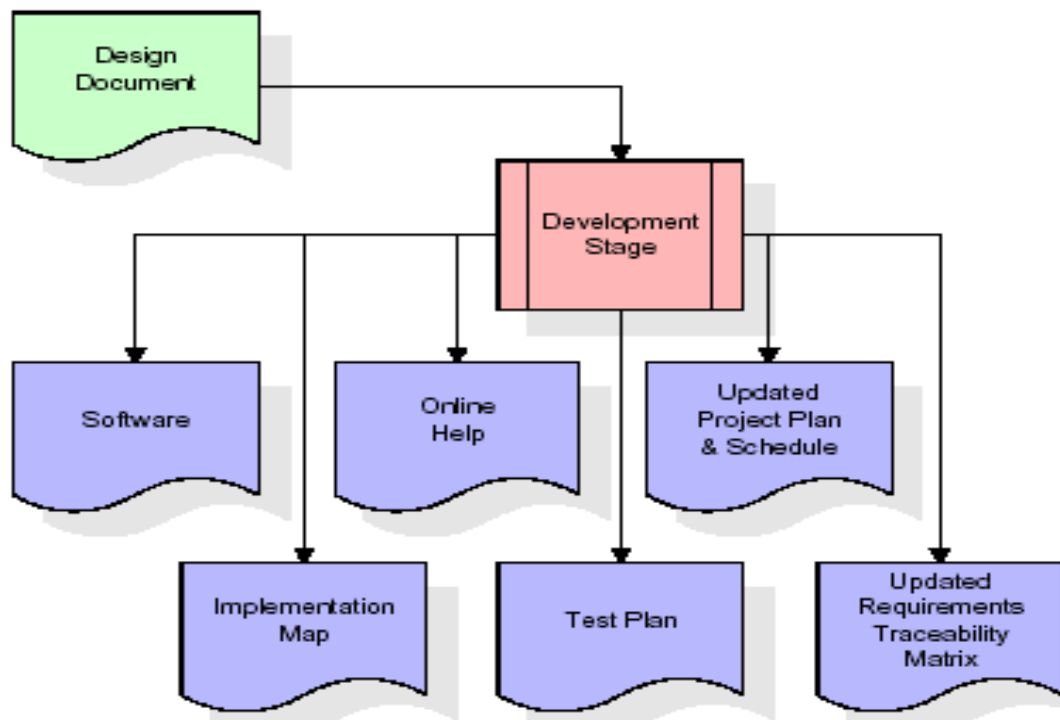 Design
Document
Development
Stage
Software
Online
Help
Updated
Project Plan
& Schedule
Implementation
Map
Test Plan
Updated
Requirements
Traceability
Matrix